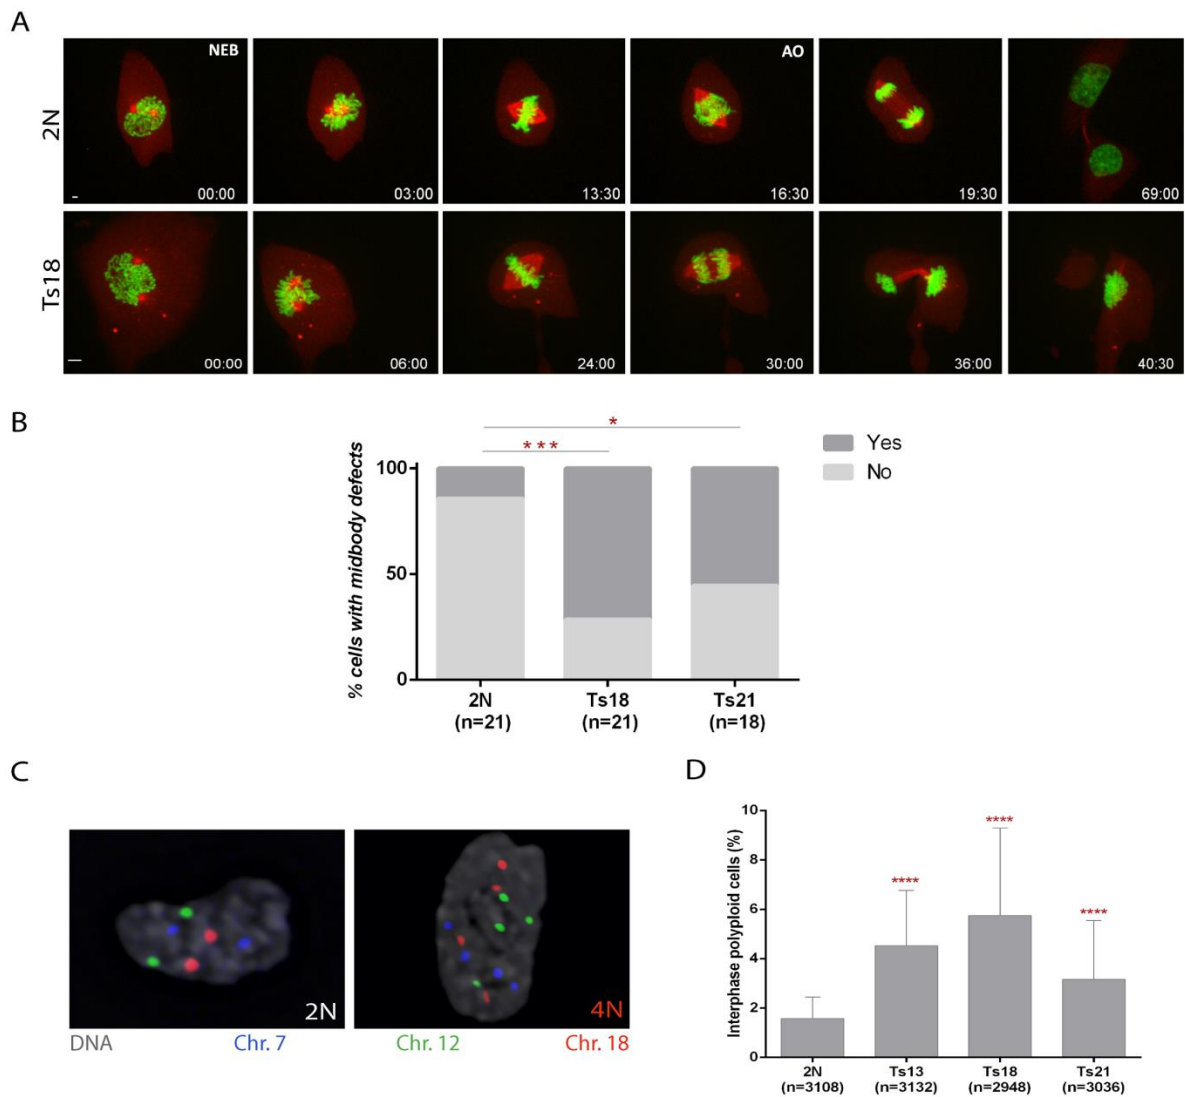 A
2N
NEB
00:00
03:00
13:30
AO
16:30
19:30
69:00
Ts18
00:00
06:00
24:00
30:00
36:00
40:30
B
% cells with midbody defects
*
***
Yes
No
100
50
0
2N
(n=21)
Ts18
(n=21)
Ts21
(n=18)
C
2N
4N
DNA
Chr. 7
Chr. 12
Chr. 18
D
Interphase polyploid cells (%)
10
8
6
4
2
0
****
****
****
2N
(n=3108)
Ts13
(n=3132)
Ts18
(n=2948)
Ts21
(n=3036)